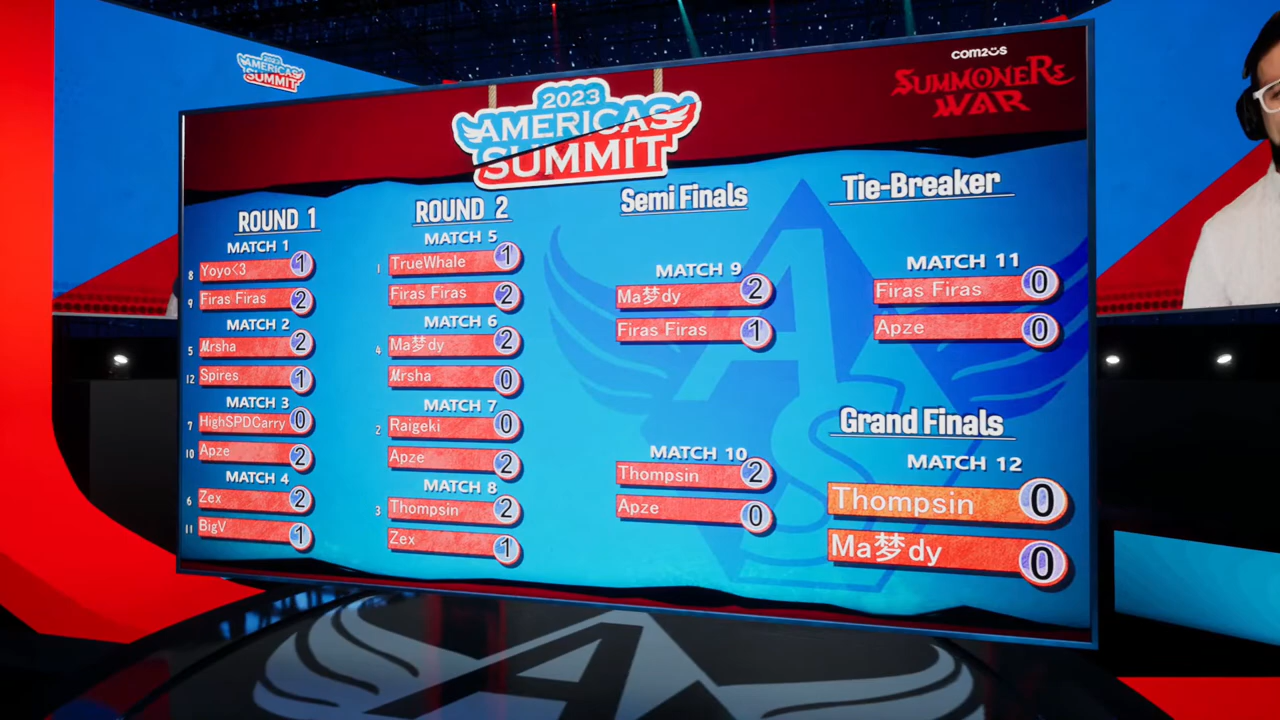 2023
AMERICAS
SUMMIT
COM2US
SUMMONERS
WAR
2023
AMERICAS
SUMMIT
ROUND 1
MATCH 1
8 Yoyo<3 1
9 Firas Firas 2
MATCH 2
5 Mrsha 2
12 Spires 1
MATCH 3
7 HighSPDCarry 0
10 Apze 2
MATCH 4
6 Zex 2
11 BigV 1
ROUND 2
MATCH 5
1 TrueWhale 1
Firas Firas 2
MATCH 6
4 Ma梦dy 2
Mrsha 0
MATCH 7
2 Raigeki 0
Apze 2
MATCH 8
3 Thompsin 2
Zex 1
Semi Finals
MATCH 9
Ma梦dy 2
Firas Firas 1
MATCH 10
Thompsin 2
Apze 0
Tie-Breaker
MATCH 11
Firas Firas 0
Apze 0
Grand Finals
MATCH 12
Thompsin 0
Ma梦dy 0